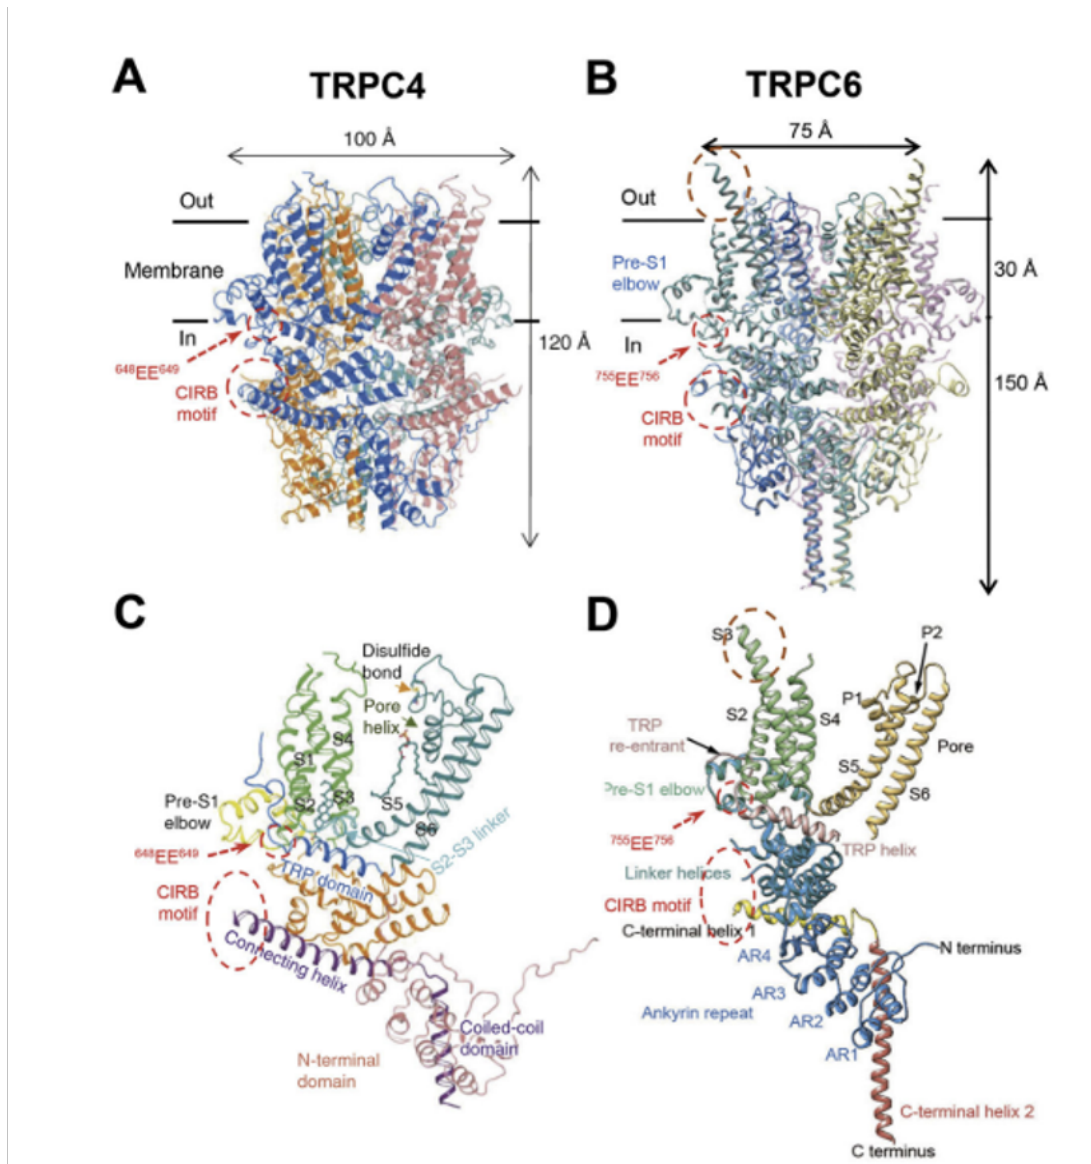 A
TRPC4
100 Å
Out
Membrane
In
120 Å
648EE649
CIRB
motif
B
TRPC6
75 Å
Out
Pre-S1
elbow
30 Å
In
755EE756
150 Å
CIRB
motif
C
Disulfide
bond
Pore
helix
S1
S4
S2
S3
S5
S6
Pre-S1
elbow
648EE649
S2-S3 linker
TRP domain
CIRB
motif
Connecting helix
Coiled-coil
domain
N-terminal
domain
D
S3
P2
P1
S2
S4
TRP
re-entrant
Pore
S5
Pre-S1 elbow
S6
755EE756
TRP helix
Linker helices
CIRB motif
C-terminal helix 1
N terminus
AR4
AR3
Ankyrin repeat
AR2
AR1
C-terminal helix 2
C terminus